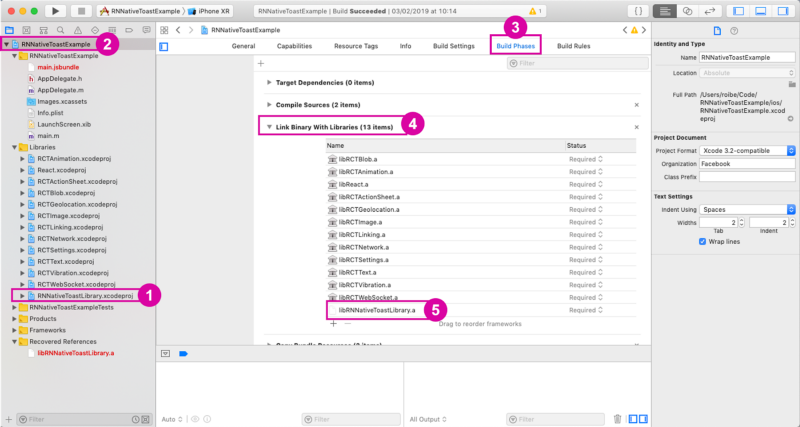 RNNativeToastExample
iPhone XR
RNNativeToastExample | Build Succeeded | 03/02/2019 at 10:14
1
3
RNNativeToastExample
2
RNNativeToastExample
main.jsbundle
AppDelegate.h
AppDelegate.m
Images.xcassets
Info.plist
LaunchScreen.xib
main.m
Libraries
RCTAnimation.xcodeproj
React.xcodeproj
RCTActionSheet.xcodeproj
RCTBlob.xcodeproj
RCTGeolocation.xcodeproj
RCTImage.xcodeproj
RCTLinking.xcodeproj
RCTNetwork.xcodeproj
RCTSettings.xcodeproj
RCTText.xcodeproj
RCTVibration.xcodeproj
RCTWebSocket.xcodeproj
RNNativeToastLibrary.xcodeproj
1
RNNativeToastExampleTests
Products
Frameworks
Recovered References
libRNNativeToastLibrary.a
Filter
RNNativeToastExample
General
Capabilities
Resource Tags
Info
Build Settings
Build Phases
Build Rules
Filter
Target Dependencies (0 items)
Compile Sources (2 items)
Link Binary With Libraries (13 items)
4
Name
Status
libRCTBlob.a
Required
libRCTAnimation.a
Required
libReact.a
Required
libRCTActionSheet.a
Required
libRCTGeolocation.a
Required
libRCTImage.a
Required
libRCTLinking.a
Required
libRCTNetwork.a
Required
libRCTSettings.a
Required
libRCTText.a
Required
libRCTVibration.a
Required
libRCTWebSocket.a
Required
libRNNativeToastLibrary.a
5
Required
Drag to reorder frameworks
Copy Bundle Resources (2 items)
Auto
Filter
All Output
Filter
Identity and Type
Name RNNativeToastExample
Location Absolute
Full Path /Users/roibe/Code/
RNNativeToastExample/ios/
RNNativeToastExample.xcod
eproj
Project Document
Project Format Xcode 3.2-compatible
Organization Facebook
Class Prefix
Text Settings
Indent Using Spaces
Widths 2 2
Tab Indent
Wrap lines